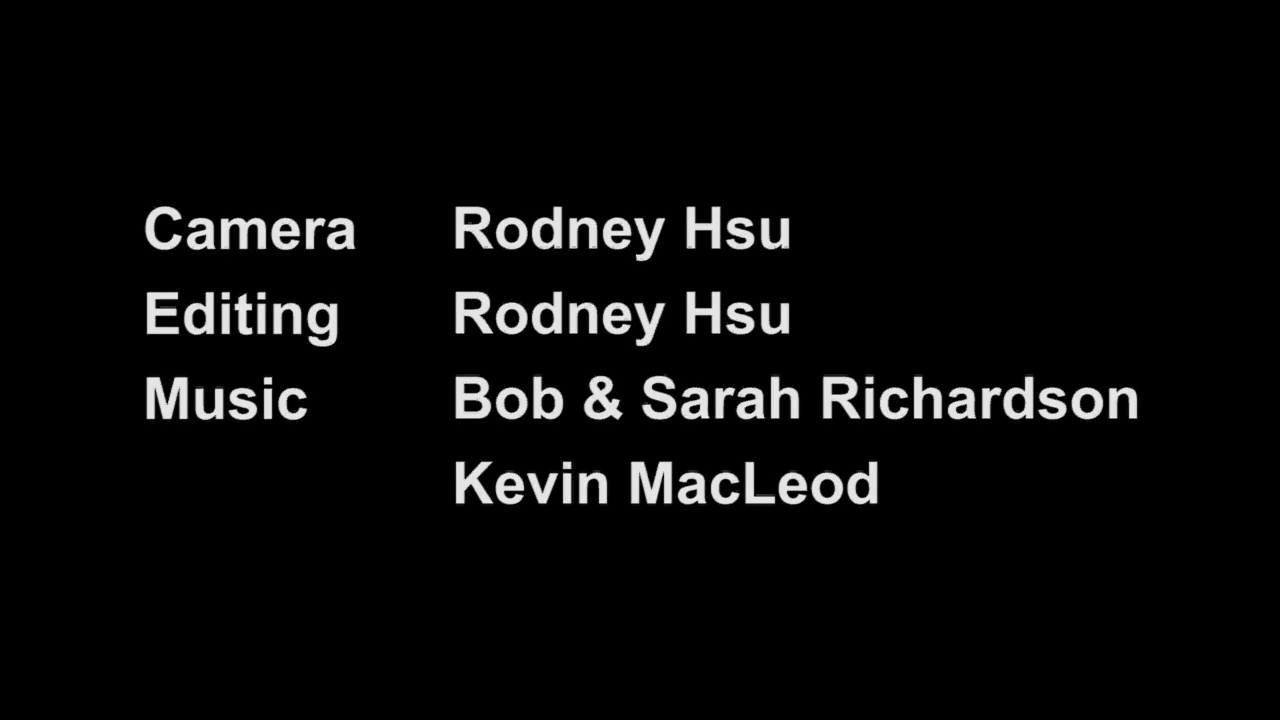 Camera Rodney Hsu
Editing Rodney Hsu
Music Bob & Sarah Richardson
Kevin MacLeod